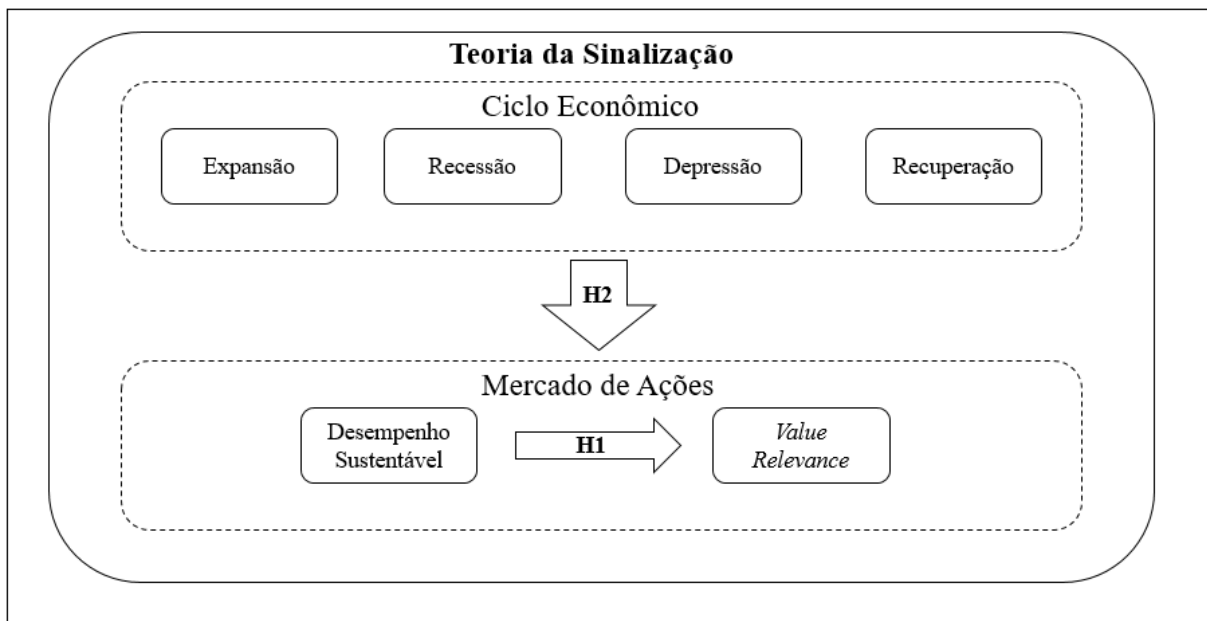 Teoria da Sinalização
Ciclo Econômico
Expansão
Recessão
Depressão
Recuperação
H2
Mercado de Ações
Desempenho
Sustentável
H1
Value
Relevance